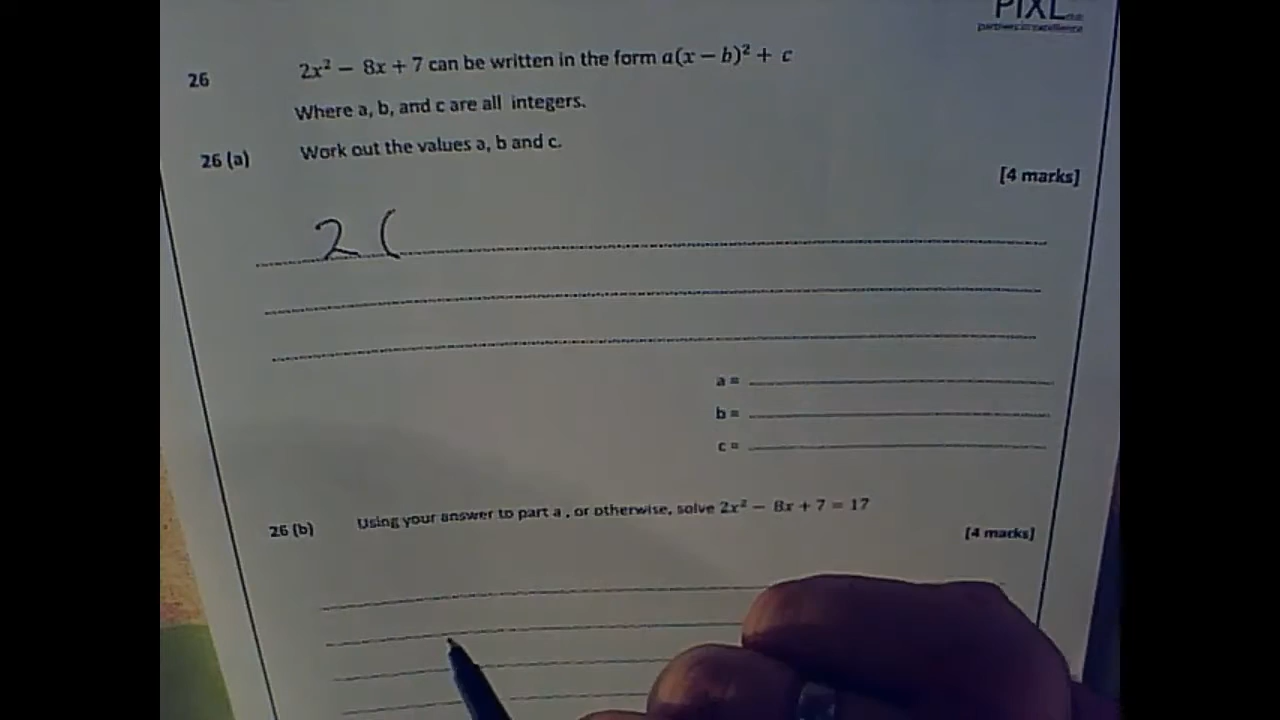 PIXL
partners in excellence
26 2x² − 8x + 7 can be written in the form a(x − b)² + c
Where a, b, and c are all integers.
26 (a) Work out the values a, b and c.
[4 marks]
2 (
a =
b =
c =
26 (b) Using your answer to part a , or otherwise, solve 2x² − 8x + 7 = 17
[4 marks]